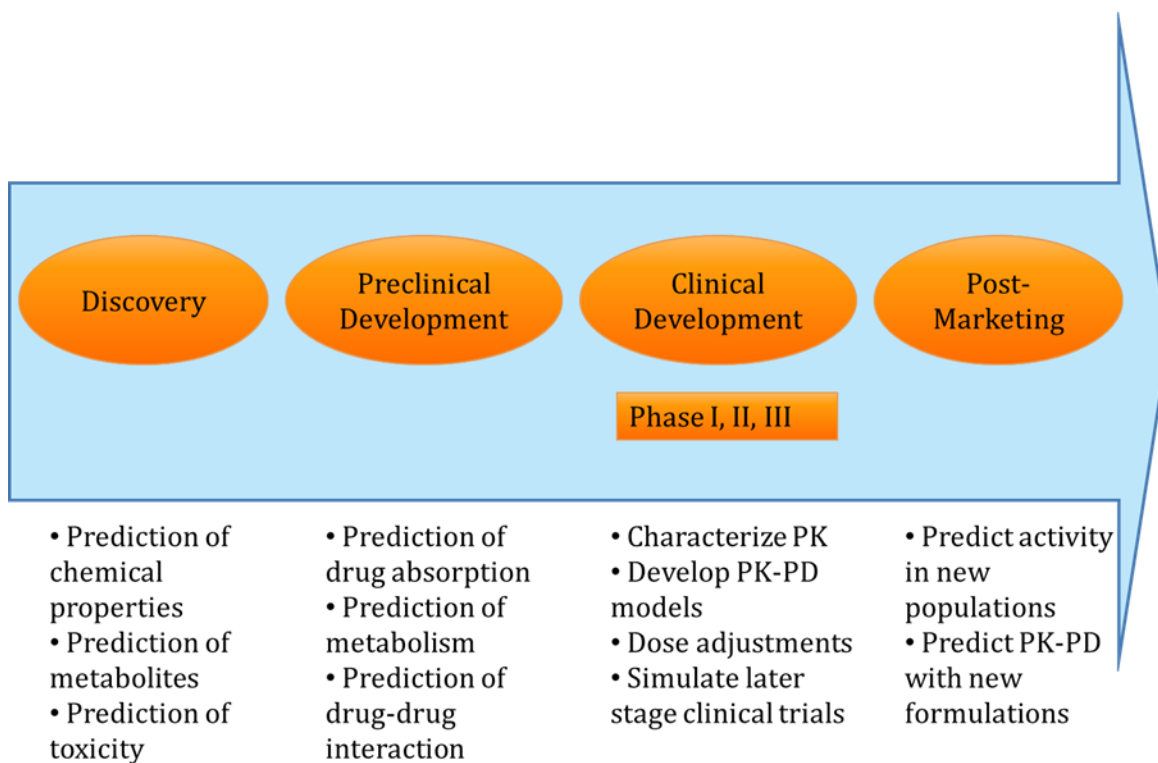 Discovery
Preclinical
Development
Clinical
Development
Post-
Marketing
Phase I, II, III
• Prediction of
chemical
properties
• Prediction of
metabolites
• Prediction of
toxicity
• Prediction of
drug absorption
• Prediction of
metabolism
• Prediction of
drug-drug
interaction
• Characterize PK
• Develop PK-PD
models
• Dose adjustments
• Simulate later
stage clinical trials
• Predict activity
in new
populations
• Predict PK-PD
with new
formulations